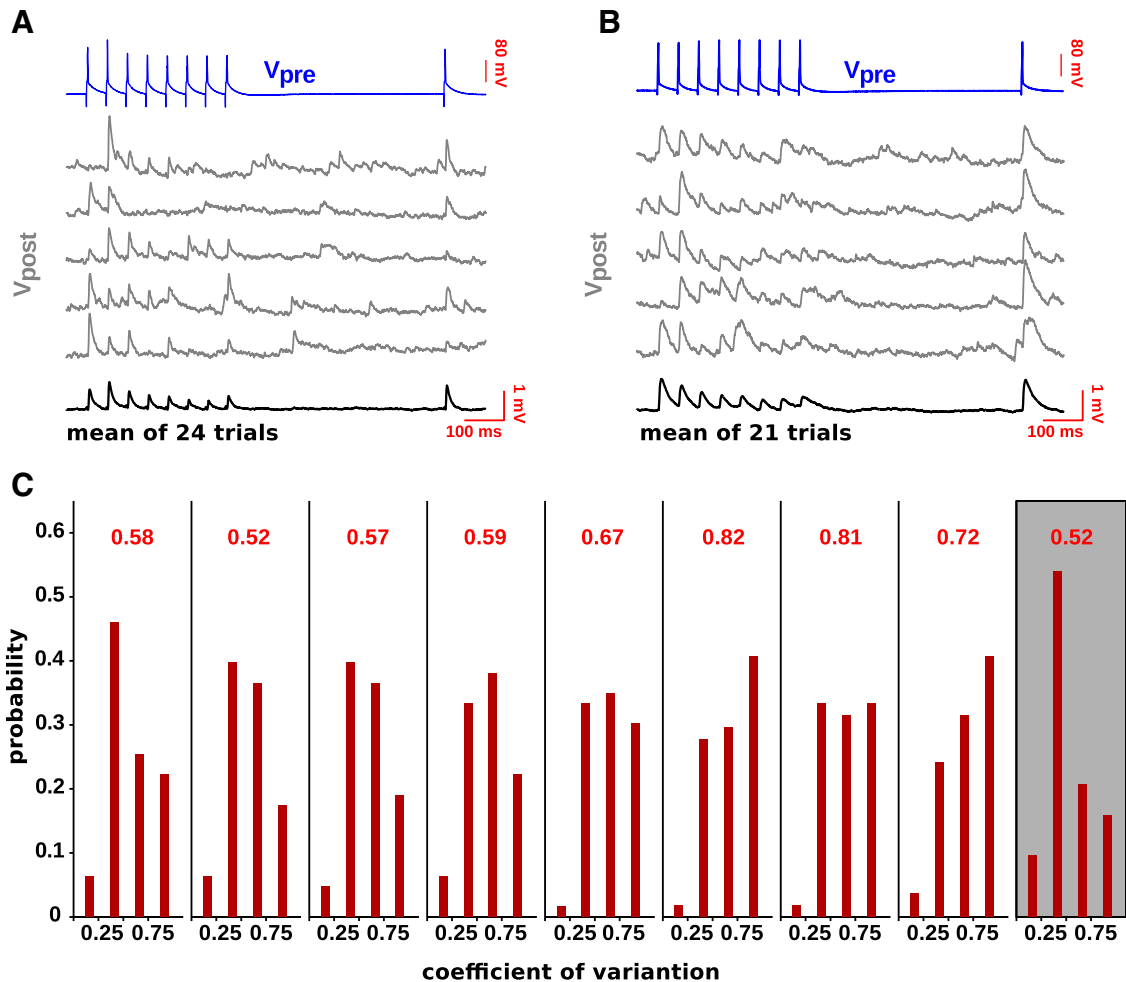 A
B
Vpre
80 mV
Vpre
80 mV
Vpost
Vpost
1 mV
100 ms
mean of 24 trials
1 mV
100 ms
mean of 21 trials
C
0.58 0.52 0.57 0.59 0.67 0.82 0.81 0.72 0.52
0.6
0.5
0.4
0.3
0.2
0.1
0
probability
0.25 0.75 0.25 0.75 0.25 0.75 0.25 0.75 0.25 0.75 0.25 0.75 0.25 0.75 0.25 0.75 0.25 0.75
coefficient of variantion